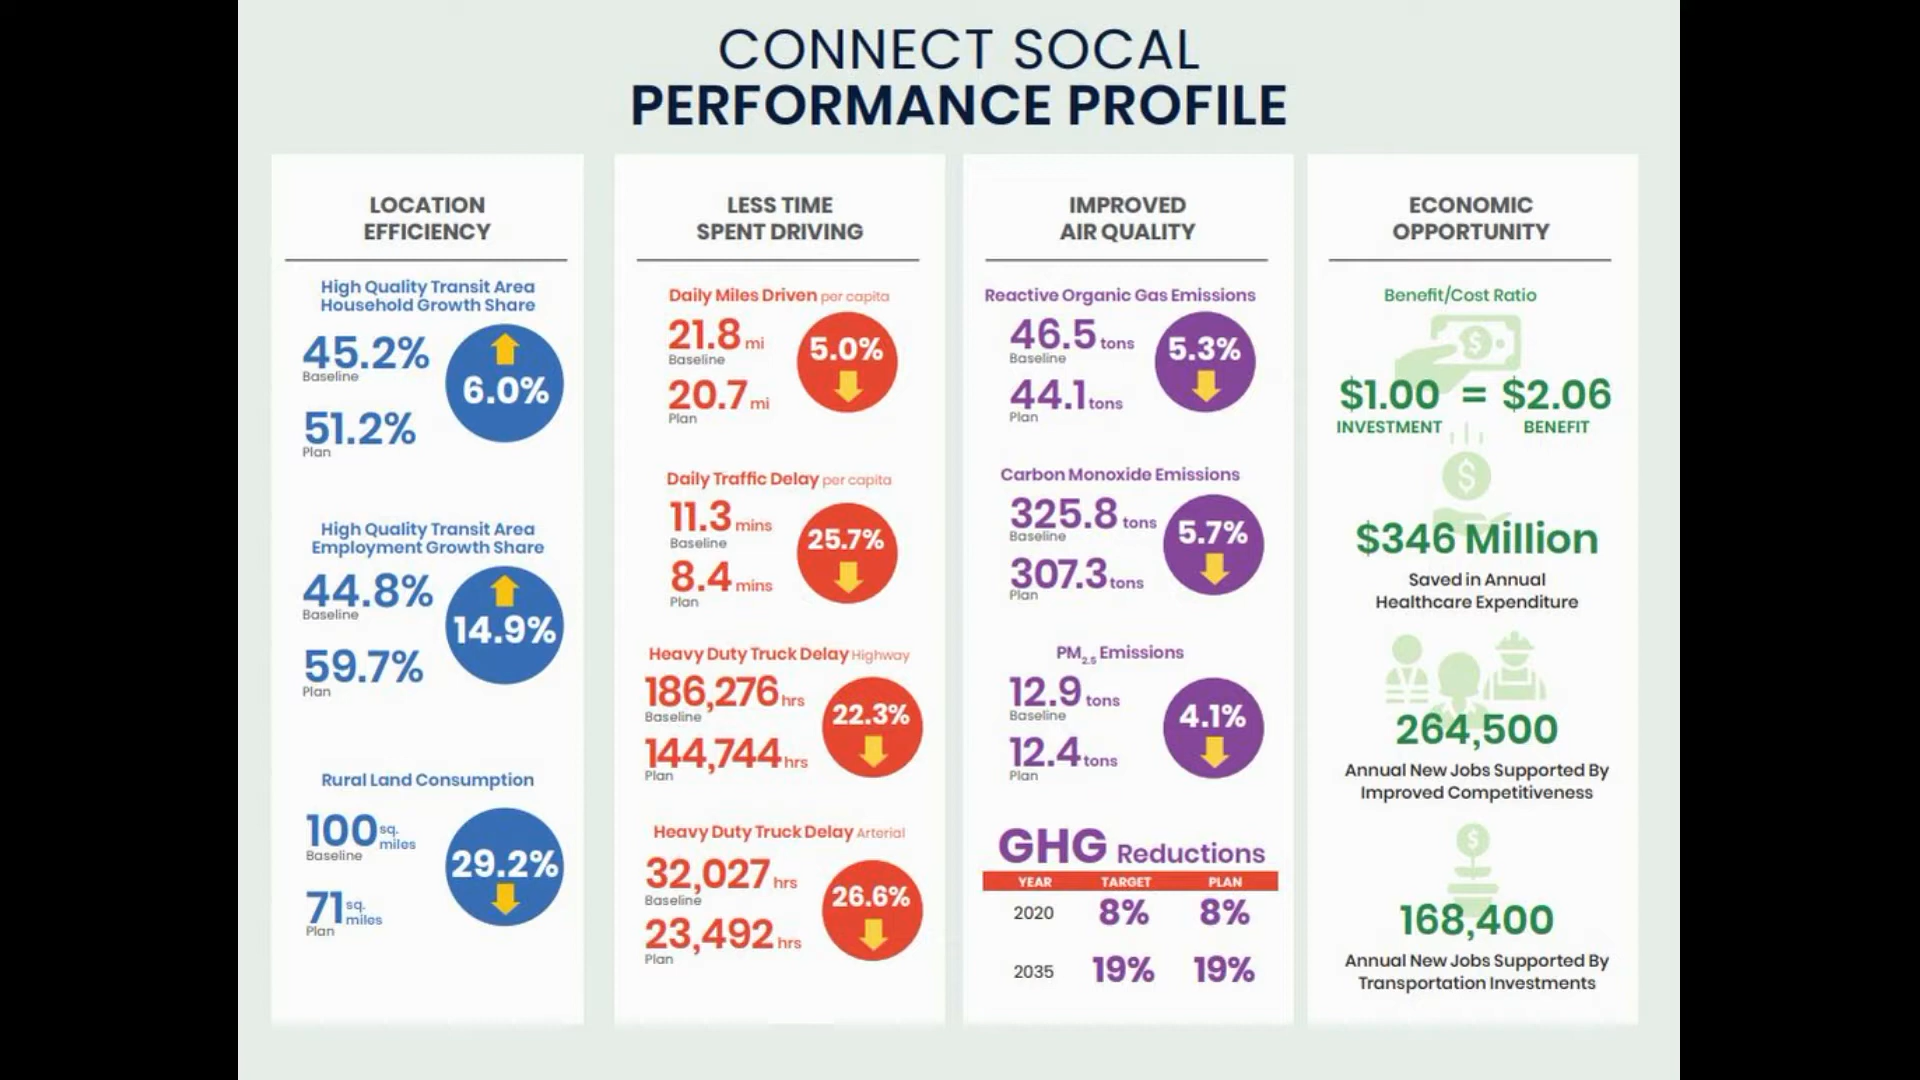 CONNECT SOCAL
PERFORMANCE PROFILE
LOCATION
EFFICIENCY
High Quality Transit Area
Household Growth Share
45.2%
Baseline
6.0%
51.2%
Plan
High Quality Transit Area
Employment Growth Share
44.8%
Baseline
14.9%
59.7%
Plan
Rural Land Consumption
100 sq. miles
Baseline
29.2%
71 sq. miles
Plan
LESS TIME
SPENT DRIVING
Daily Miles Driven per capita
21.8 mi
Baseline
5.0%
20.7 mi
Plan
Daily Traffic Delay per capita
11.3 mins
Baseline
25.7%
8.4 mins
Plan
Heavy Duty Truck Delay Highway
186,276 hrs
Baseline
22.3%
144,744 hrs
Plan
Heavy Duty Truck Delay Arterial
32,027 hrs
Baseline
26.6%
23,492 hrs
Plan
IMPROVED
AIR QUALITY
Reactive Organic Gas Emissions
46.5 tons
Baseline
5.3%
44.1 tons
Plan
Carbon Monoxide Emissions
325.8 tons
Baseline
5.7%
307.3 tons
Plan
PM2.5 Emissions
12.9 tons
Baseline
4.1%
12.4 tons
Plan
GHG Reductions
YEAR TARGET PLAN
2020 8% 8%
2035 19% 19%
ECONOMIC
OPPORTUNITY
Benefit/Cost Ratio
$
$1.00 = $2.06
INVESTMENT BENEFIT
$
$346 Million
Saved in Annual
Healthcare Expenditure
264,500
Annual New Jobs Supported By
Improved Competitiveness
$
168,400
Annual New Jobs Supported By
Transportation Investments